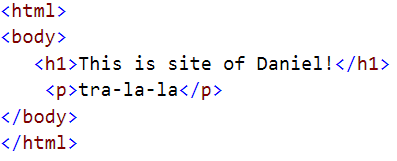 <html>
<body>
   <h1>This is site of Daniel!</h1>
    <p>tra-la-la</p>
</body>
</html>